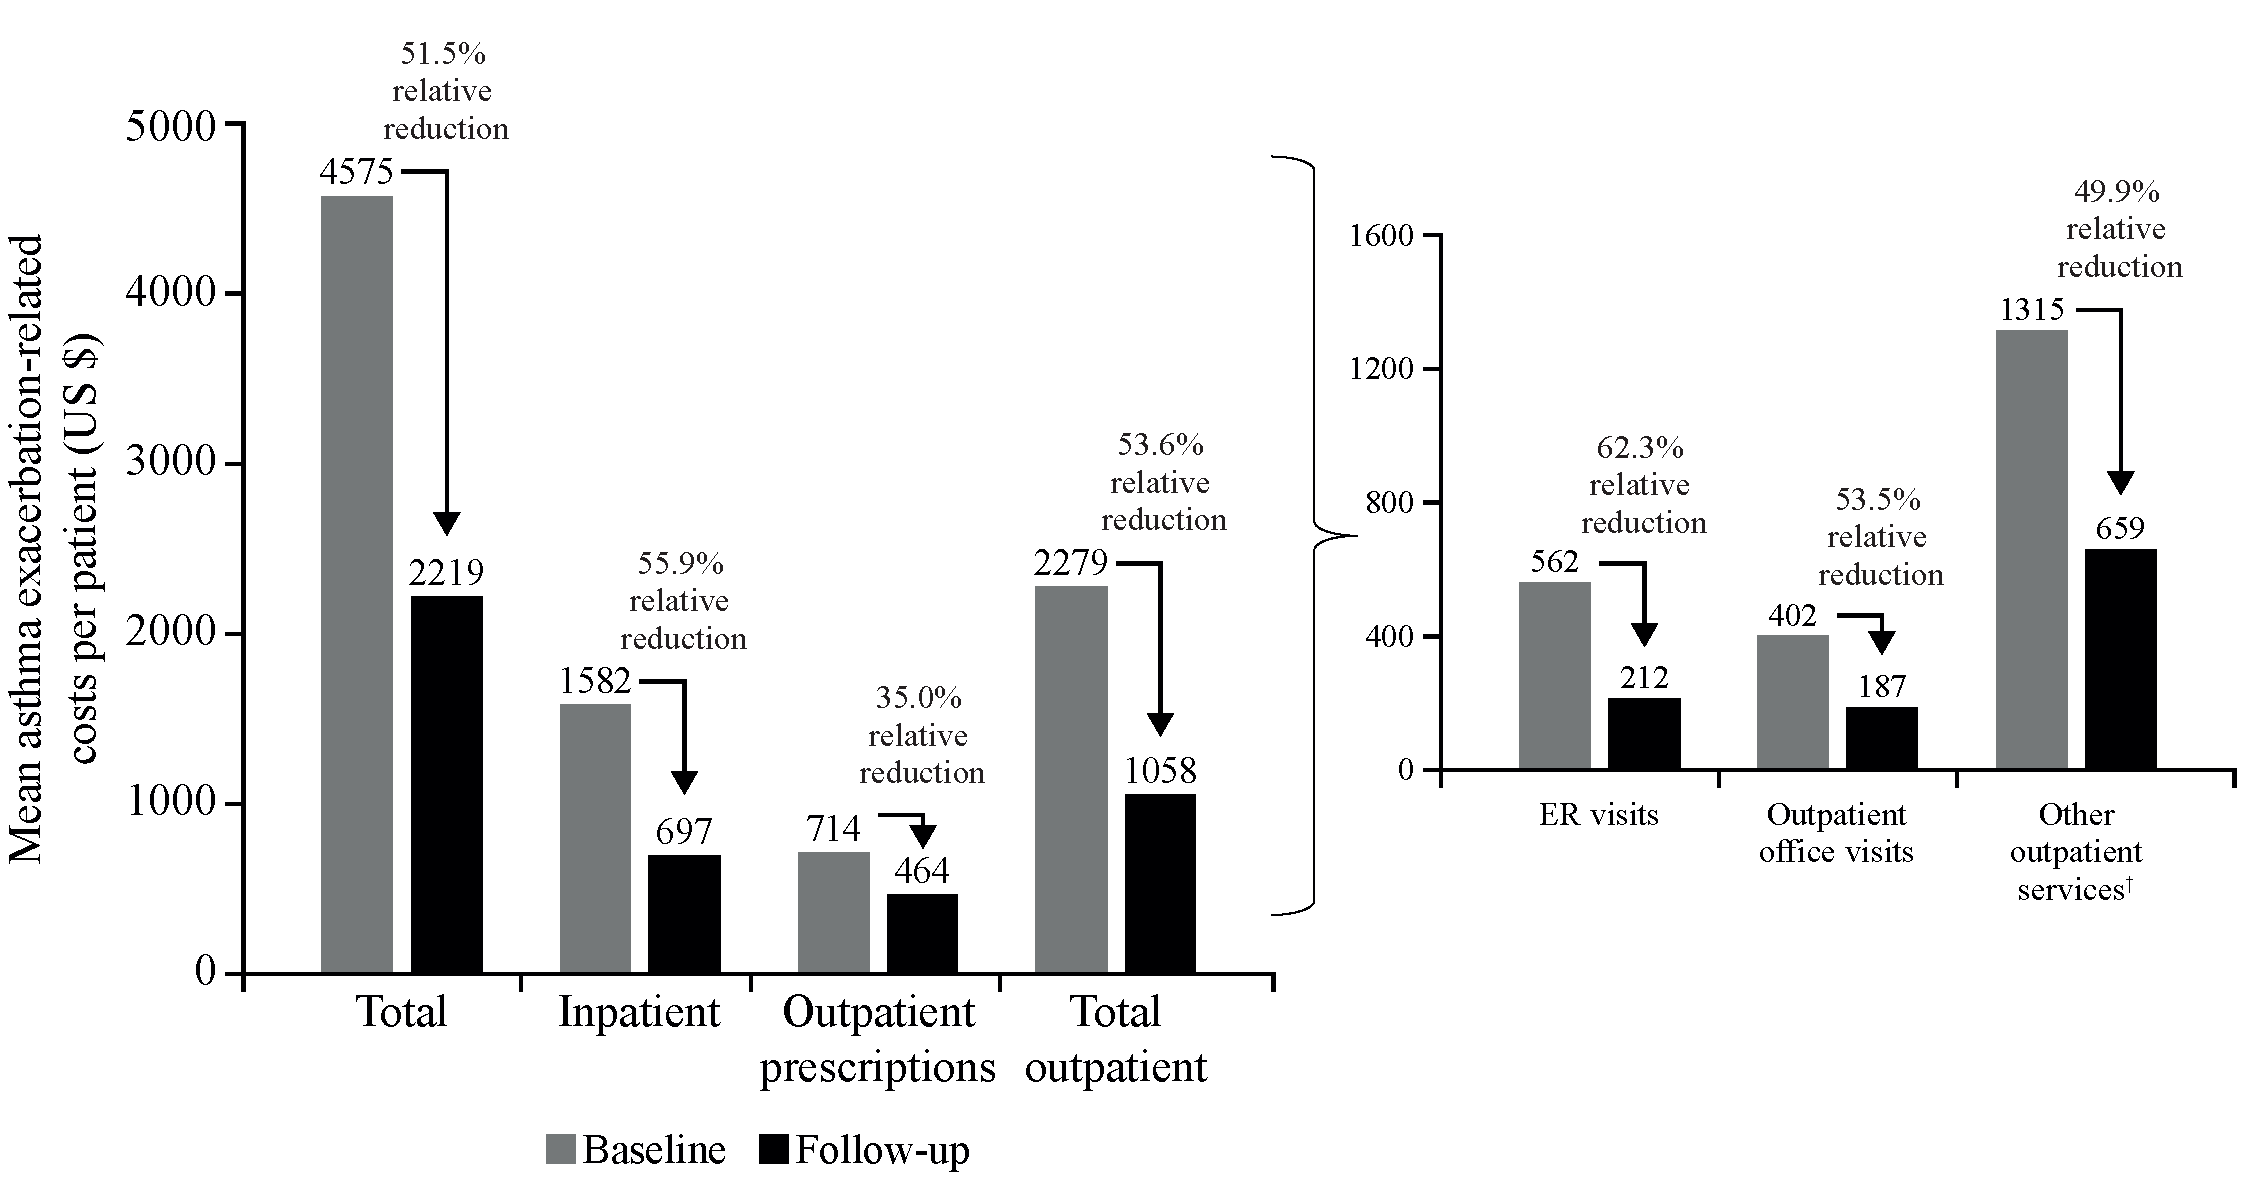 Mean asthma exacerbation-related
costs per patient (US $)
5000
4000
3000
2000
1000
0
51.5%
relative
reduction
4575
2219
55.9%
relative
reduction
1582
697
35.0%
relative
reduction
714
464
53.6%
relative
reduction
2279
1058
Total
Inpatient
Outpatient
prescriptions
Total
outpatient
1600
1200
800
400
0
62.3%
relative
reduction
562
212
53.5%
relative
reduction
402
187
49.9%
relative
reduction
1315
659
ER visits
Outpatient
office visits
Other
outpatient
services†
Baseline
Follow-up